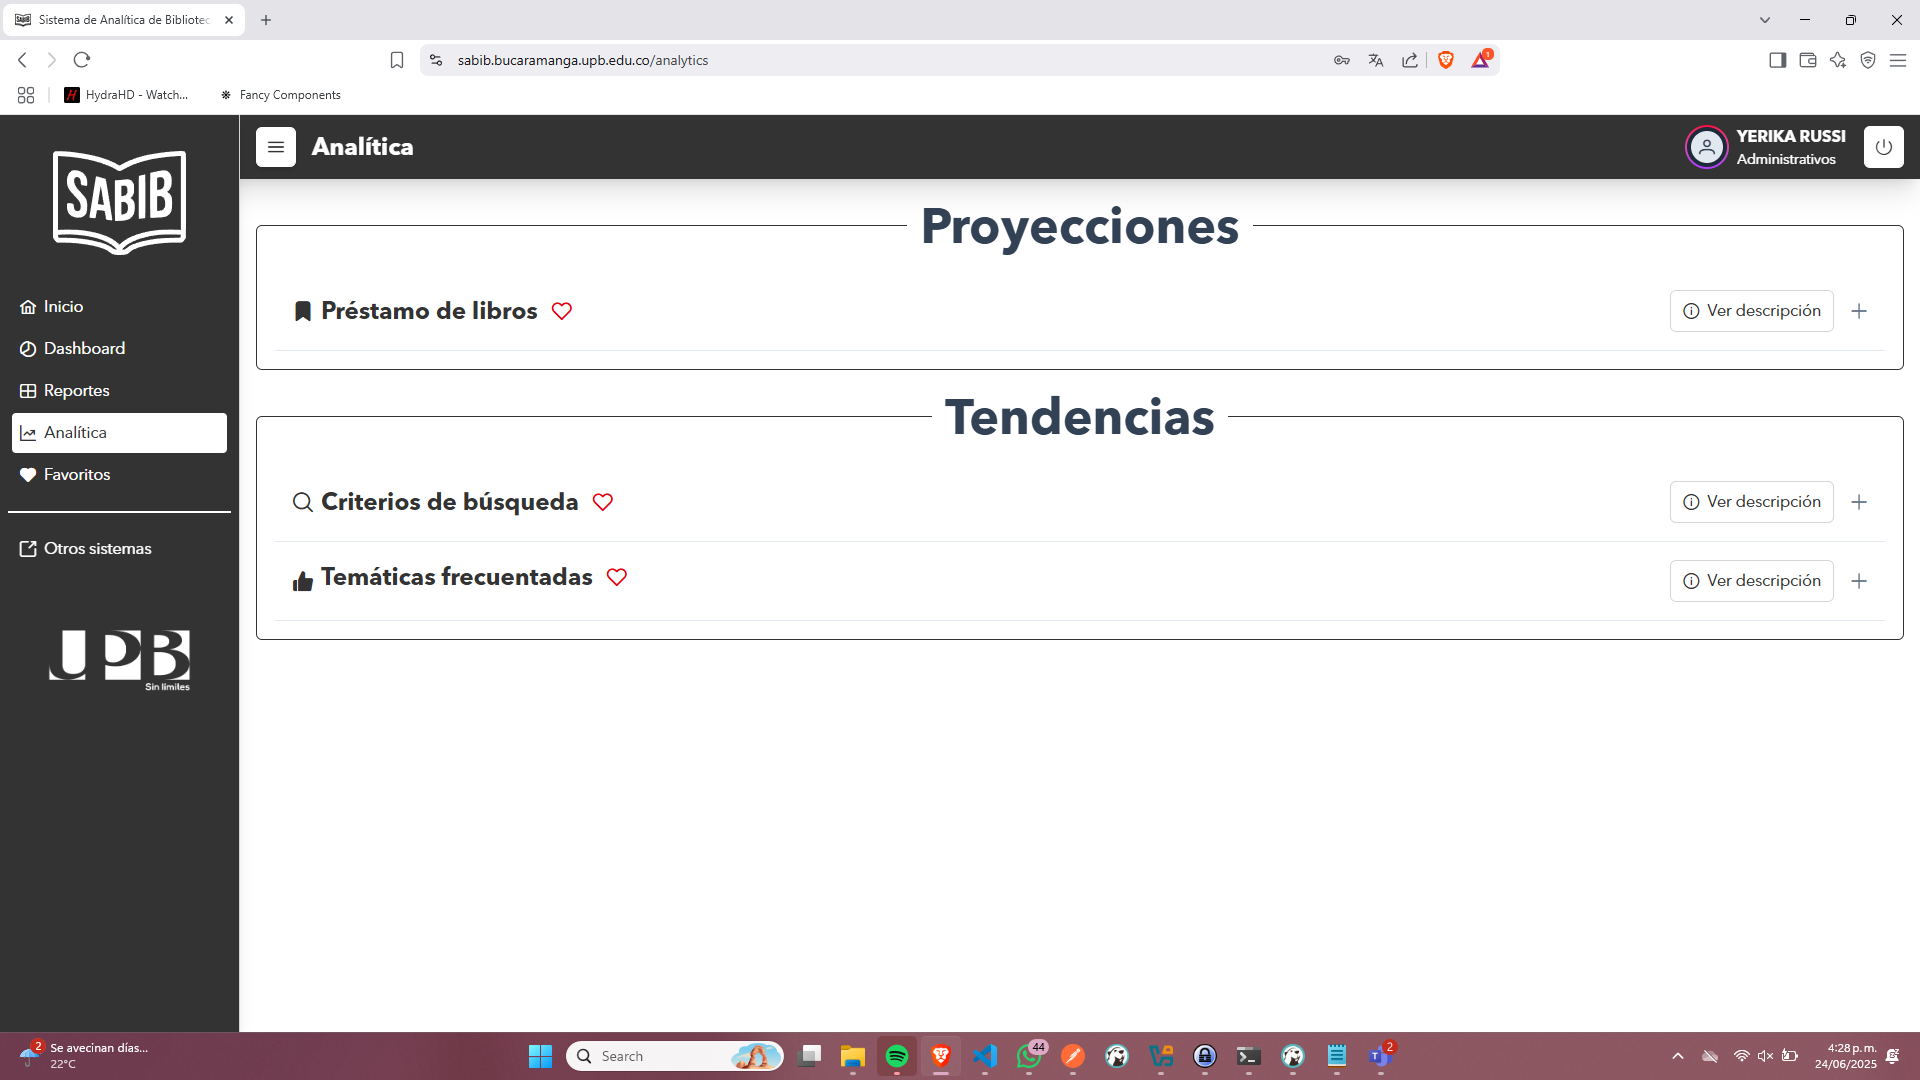 Sistema de Analítica de Bibliotec
sabib.bucaramanga.upb.edu.co/analytics
1
HydraHD - Watch...
Fancy Components
SABIB
Analítica
YERIKA RUSSI
Administrativos
Proyecciones
Inicio
Préstamo de libros
Ver descripción
Dashboard
Reportes
Tendencias
Analítica
Favoritos
Criterios de búsqueda
Ver descripción
Otros sistemas
Temáticas frecuentadas
Ver descripción
UPB
Sin límites
2
Se avecinan días...
22°C
Search
44
2
4:28 p. m.
24/06/2025